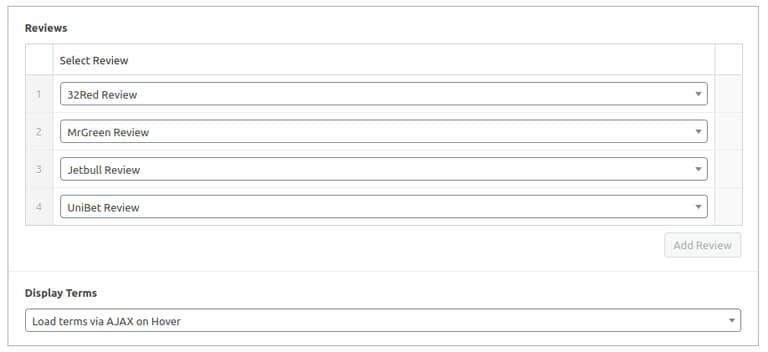 Reviews
Select Review
1 32Red Review
2 MrGreen Review
3 Jetbull Review
4 UniBet Review
Add Review
Display Terms
Load terms via AJAX on Hover